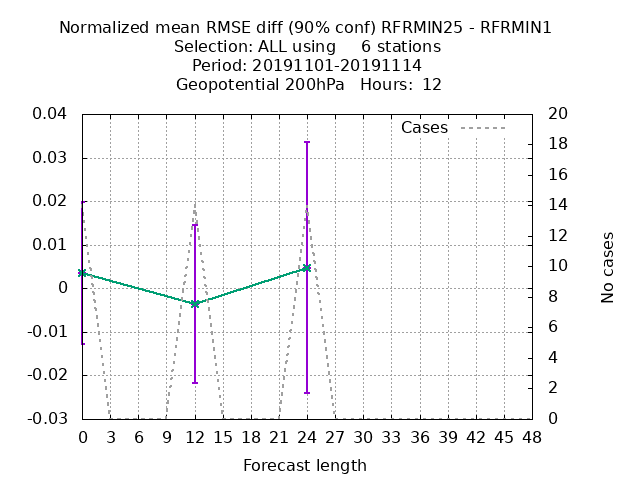 Normalized mean RMSE diff (90% conf) RFRMIN25 - RFRMIN1
Selection: ALL using     6 stations
Period: 20191101-20191114
Geopotential 200hPa   Hours:  12
0.04
0.03
0.02
0.01
0
-0.01
-0.02
-0.03
Cases
20
18
16
14
12
10
8
6
4
2
0
No cases
0 3 6 9 12 15 18 21 24 27 30 33 36 39 42 45 48
Forecast length